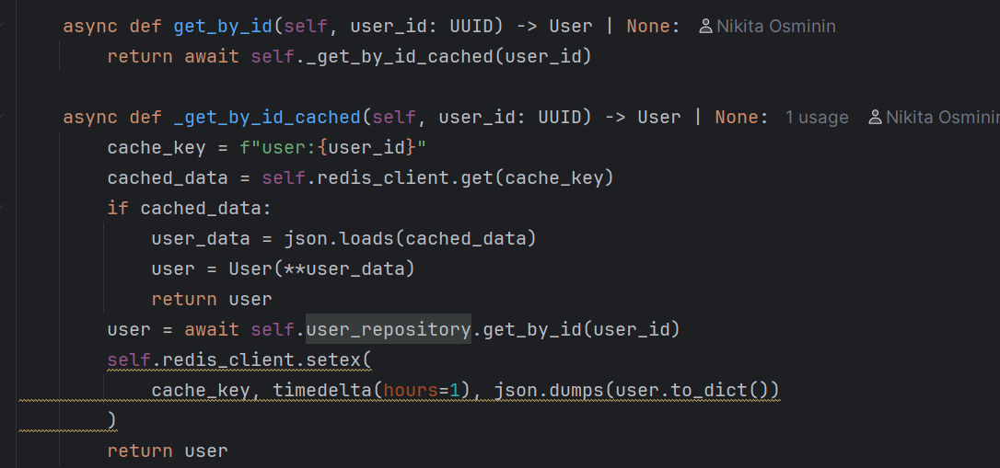 async def get_by_id(self, user_id: UUID) -> User | None: Nikita Osminin
return await self._get_by_id_cached(user_id)
async def _get_by_id_cached(self, user_id: UUID) -> User | None: 1 usage Nikita Osminin
cache_key = f"user:{user_id}"
cached_data = self.redis_client.get(cache_key)
if cached_data:
user_data = json.loads(cached_data)
user = User(**user_data)
return user
user = await self.user_repository.get_by_id(user_id)
self.redis_client.setex(
cache_key, timedelta(hours=1), json.dumps(user.to_dict())
)
return user